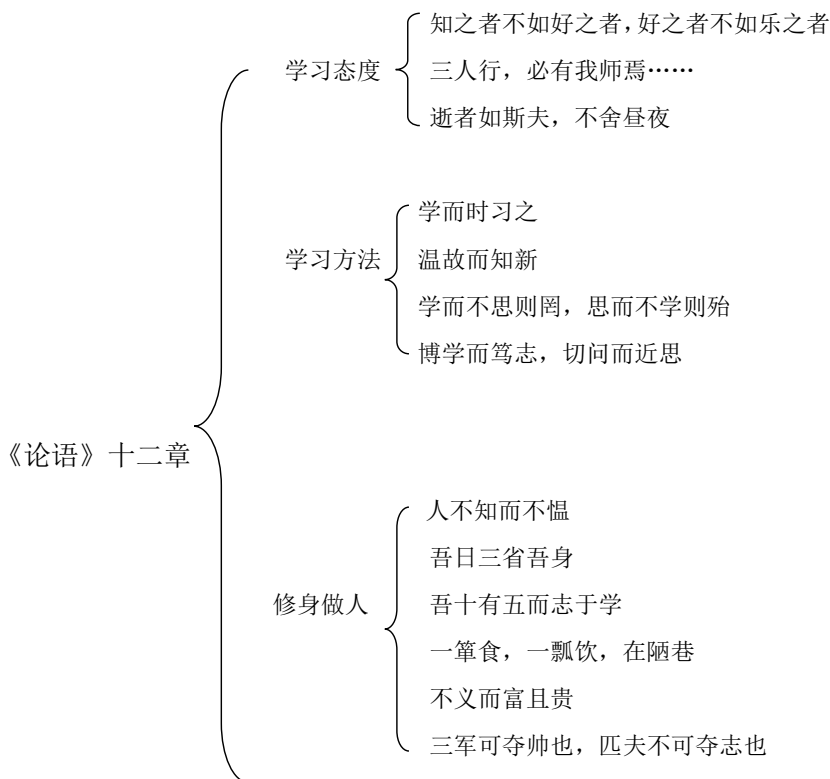 知之者不如好之者，好之者不如乐之者
学习态度
三人行，必有我师焉……
逝者如斯夫，不舍昼夜
学而时习之
学习方法
温故而知新
学而不思则罔，思而不学则殆
博学而笃志，切问而近思
《论语》十二章
人不知而不愠
吾日三省吾身
修身做人
吾十有五而志于学
一箪食，一瓢饮，在陋巷
不义而富且贵
三军可夺帅也，匹夫不可夺志也